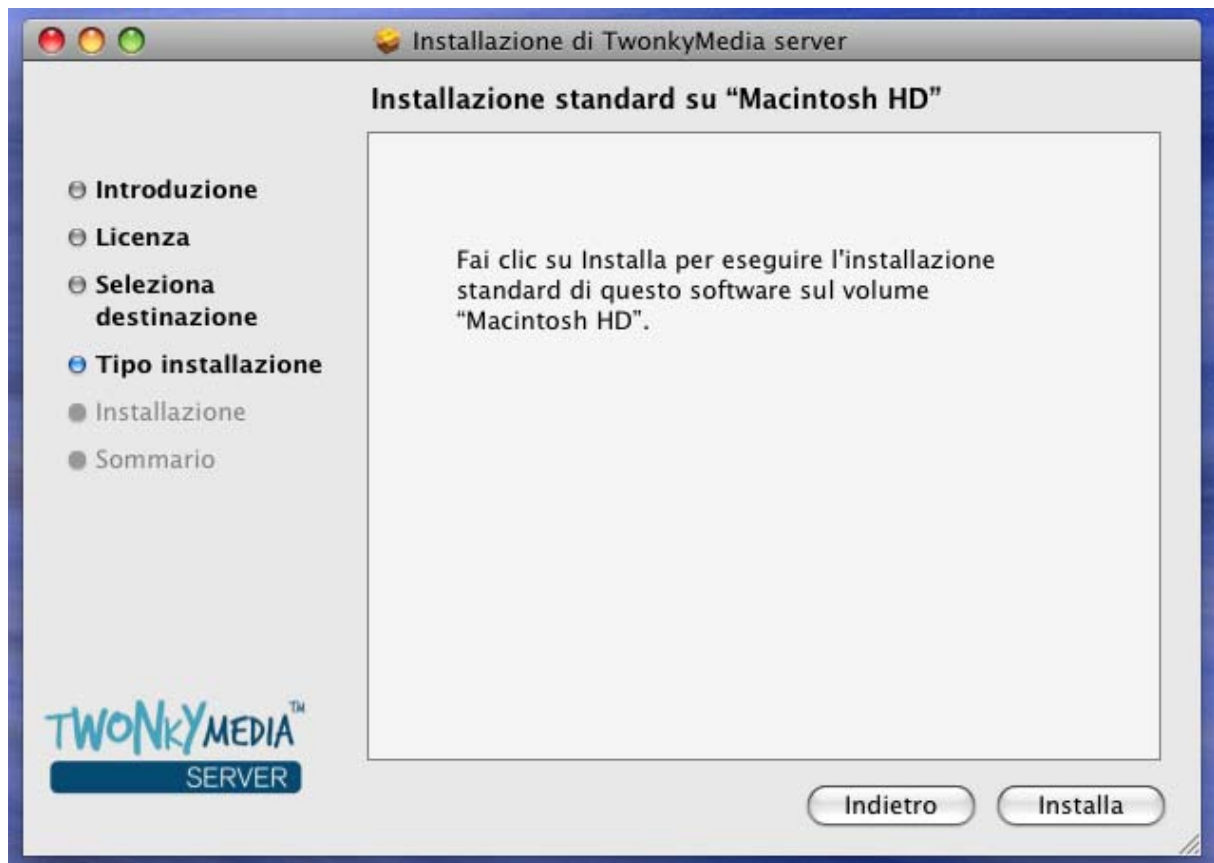 Installazione di TwonkyMedia server
Installazione standard su “Macintosh HD”
Introduzione
Licenza
Seleziona
destinazione
Tipo installazione
Installazione
Sommario
Fai clic su Installa per eseguire l'installazione
standard di questo software sul volume
“Macintosh HD”.
TWONKYMEDIA™
SERVER
Indietro
Installa